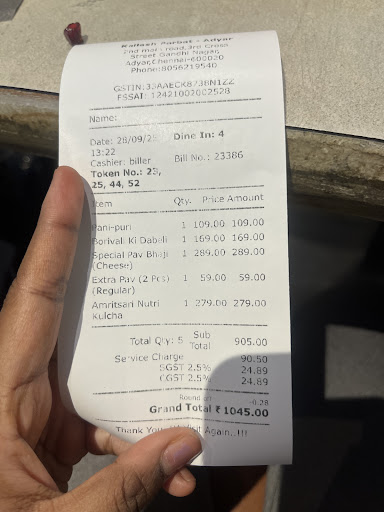 Kailash Parbat - Adyar
2nd main road,3rd Cross
Street Gandhi Nagar,
Adyar,Chennai-600020
Phone:8056219540
GSTIN:33AAECK8738N1ZZ
FSSAI: 12421002002528
Name:
Date: 28/09/25 Dine In: 4
13:22
Cashier: biller Bill No.: 23386
Token No.: 23,
25, 44, 52
Item Qty. Price Amount
Pani-puri 1 109.00 109.00
Borivali Ki Dabeli 1 169.00 169.00
Special Pav Bhaji 1 289.00 289.00
(Cheese)
Extra Pav (2 Pcs) 1 59.00 59.00
(Regular)
Amritsari Nutri 1 279.00 279.00
Kulcha
Total Qty: 5 Sub Total 905.00
Service Charge 90.50
SGST 2.5% 24.89
CGST 2.5% 24.89
Round off -0.28
Grand Total ₹ 1045.00
Thank You Visit Again..!!!